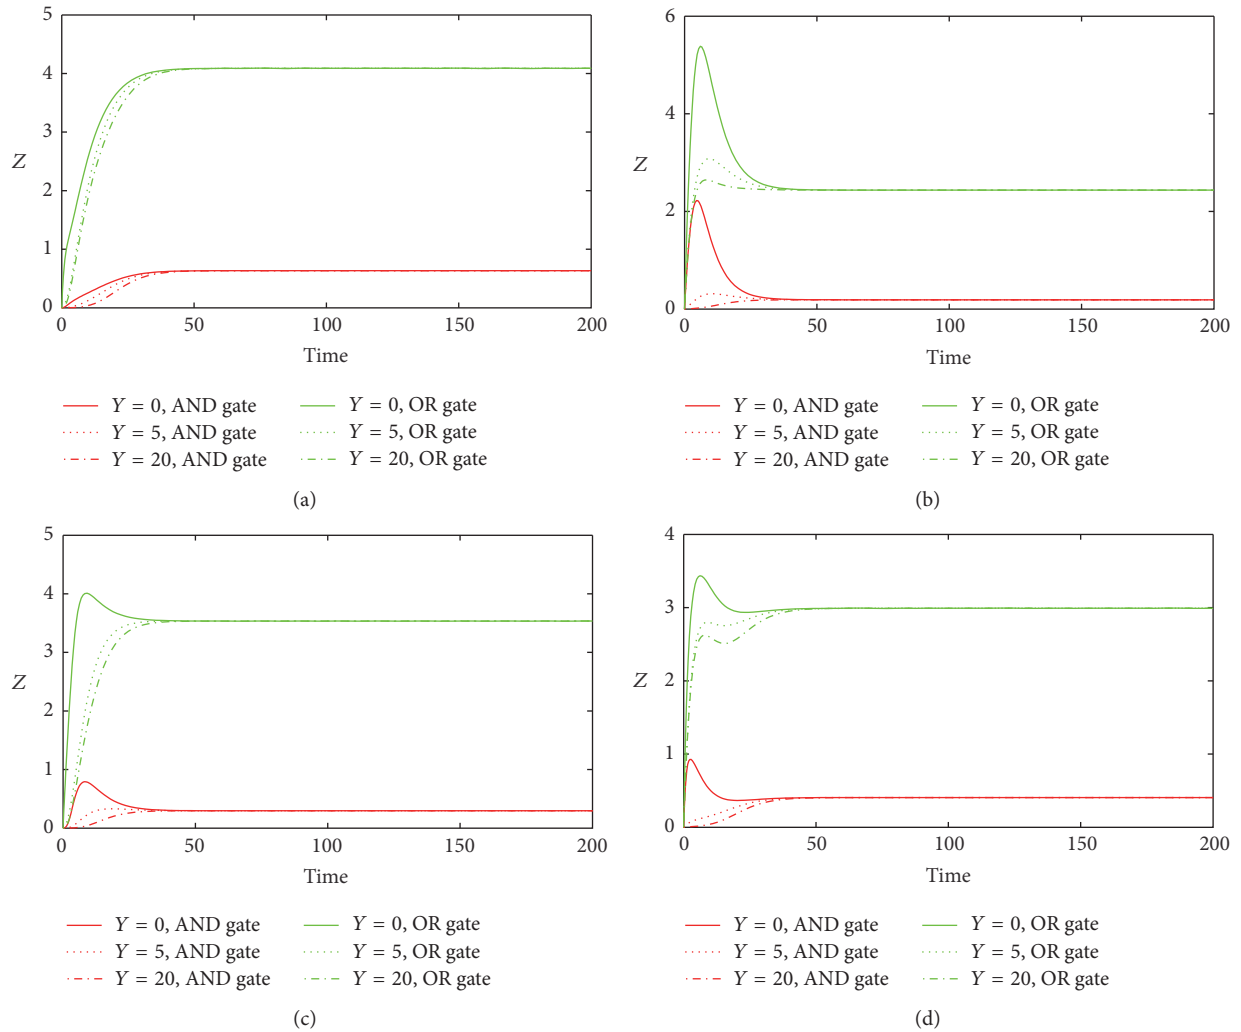 5
4
3
Z
2
1
0
0
50
100
150
200
Time
Y = 0, AND gate
Y = 0, OR gate
Y = 5, AND gate
Y = 5, OR gate
Y = 20, AND gate
Y = 20, OR gate
(a)
6
4
Z
2
0
0
50
100
150
200
Time
Y = 0, AND gate
Y = 0, OR gate
Y = 5, AND gate
Y = 5, OR gate
Y = 20, AND gate
Y = 20, OR gate
(b)
5
4
3
Z
2
1
0
0
50
100
150
200
Time
Y = 0, AND gate
Y = 0, OR gate
Y = 5, AND gate
Y = 5, OR gate
Y = 20, AND gate
Y = 20, OR gate
(c)
4
3
Z
2
1
0
0
50
100
150
200
Time
Y = 0, AND gate
Y = 0, OR gate
Y = 5, AND gate
Y = 5, OR gate
Y = 20, AND gate
Y = 20, OR gate
(d)